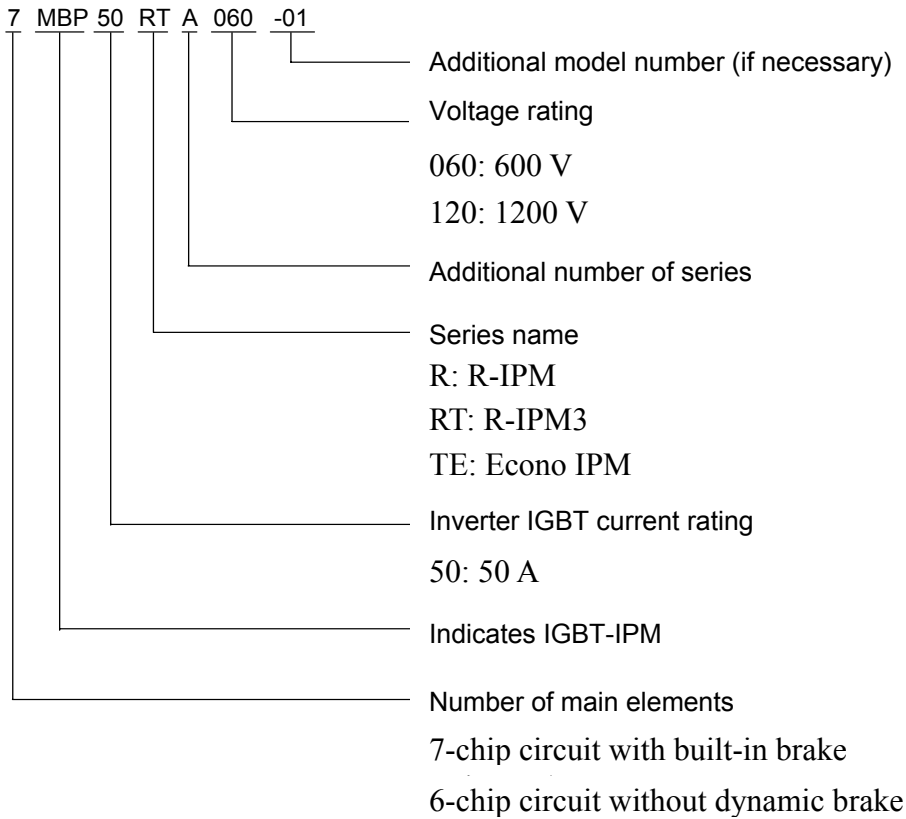 7 MBP 50 RT A 060 -01
Additional model number (if necessary)
Voltage rating
060: 600 V
120: 1200 V
Additional number of series
Series name
R: R-IPM
RT: R-IPM3
TE: Econo IPM
Inverter IGBT current rating
50: 50 A
Indicates IGBT-IPM
Number of main elements
7-chip circuit with built-in brake
6-chip circuit without dynamic brake